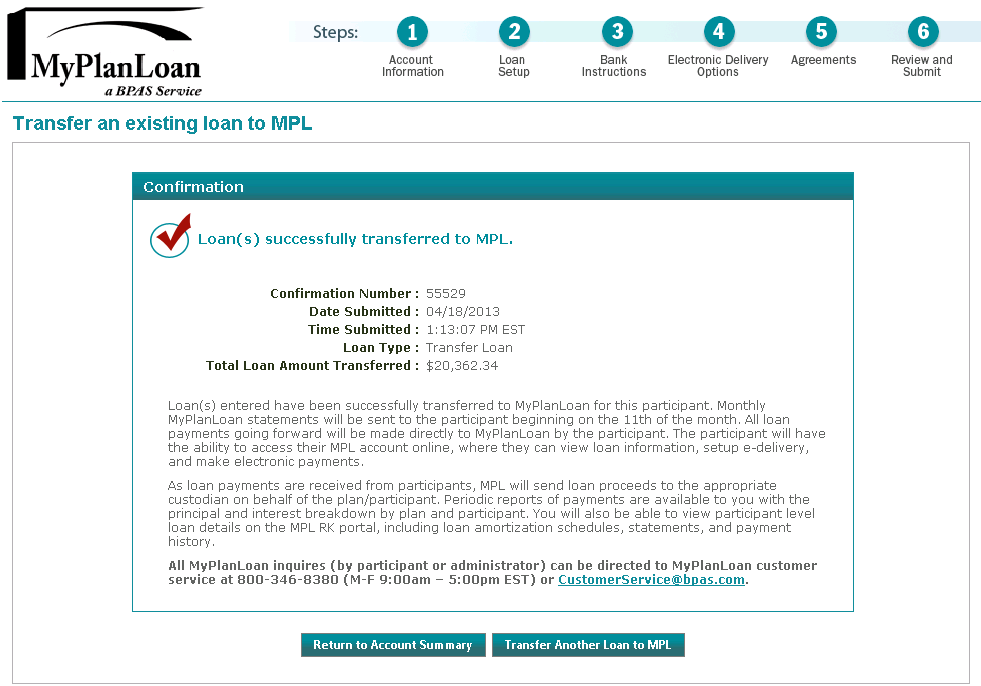 MyPlanLoan
a BPAS Service
Steps:
1
2
3
4
5
6
Account
Information
Loan
Setup
Bank
Instructions
Electronic Delivery
Options
Agreements
Review and
Submit
Transfer an existing loan to MPL
Confirmation
Loan(s) successfully transferred to MPL.
Confirmation Number : 55529
Date Submitted : 04/18/2013
Time Submitted : 1:13:07 PM EST
Loan Type : Transfer Loan
Total Loan Amount Transferred : $20,362.34
Loan(s) entered have been successfully transferred to MyPlanLoan for this participant. Monthly
MyPlanLoan statements will be sent to the participant beginning on the 11th of the month. All loan
payments going forward will be made directly to MyPlanLoan by the participant. The participant will have
the ability to access their MPL account online, where they can view loan information, setup e-delivery,
and make electronic payments.
As loan payments are received from participants, MPL will send loan proceeds to the appropriate
custodian on behalf of the plan/participant. Periodic reports of payments are available to you with the
principal and interest breakdown by plan and participant. You will also be able to view participant level
loan details on the MPL RK portal, including loan amortization schedules, statements, and payment
history.
All MyPlanLoan inquires (by participant or administrator) can be directed to MyPlanLoan customer
service at 800-346-8380 (M-F 9:00am – 5:00pm EST) or CustomerService@bpas.com.
Return to Account Summary
Transfer Another Loan to MPL